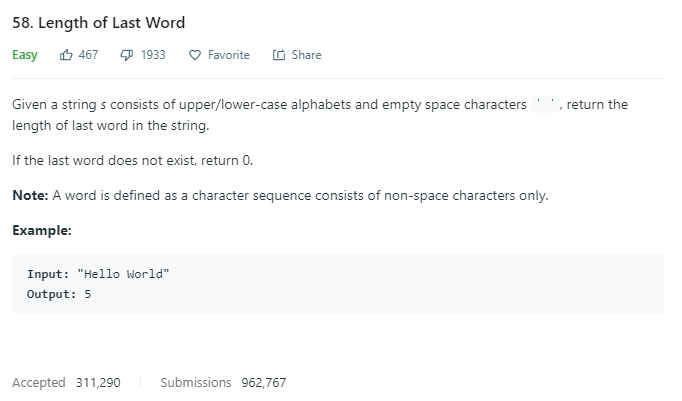 58. Length of Last Word
Easy 467 1933 Favorite Share
Given a string s consists of upper/lower-case alphabets and empty space characters ' ', return the
length of last word in the string.
If the last word does not exist, return 0.
Note: A word is defined as a character sequence consists of non-space characters only.
Example:
Input: "Hello World"
Output: 5
Accepted 311,290 Submissions 962,767